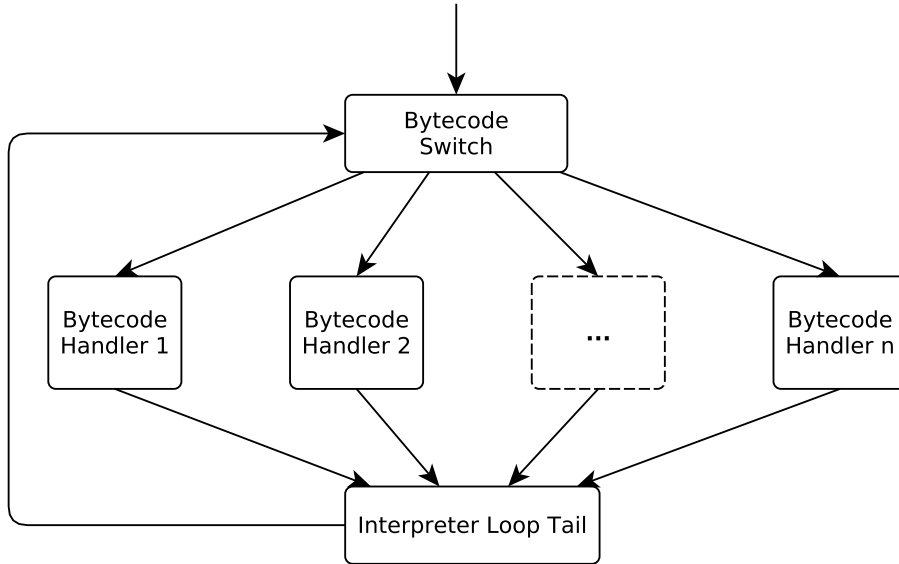 Bytecode
Switch
Bytecode
Handler 1
Bytecode
Handler 2
...
Bytecode
Handler n
Interpreter Loop Tail